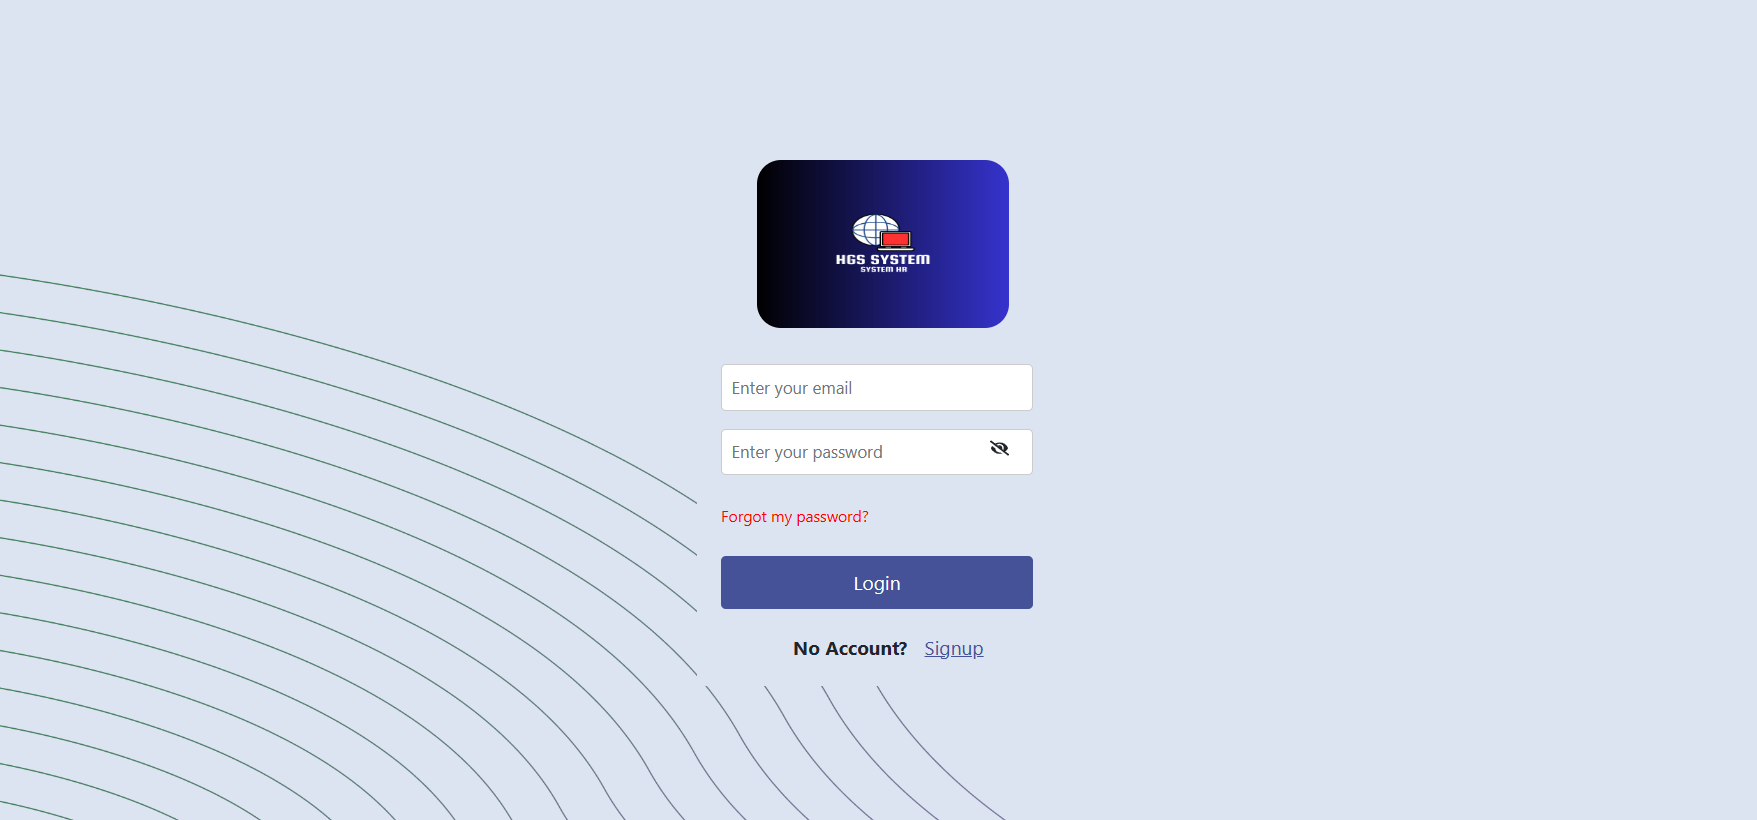 HGS SYSTEM
SYSTEM HR
Enter your email
Enter your password
Forgot my password?
Login
No Account? Signup